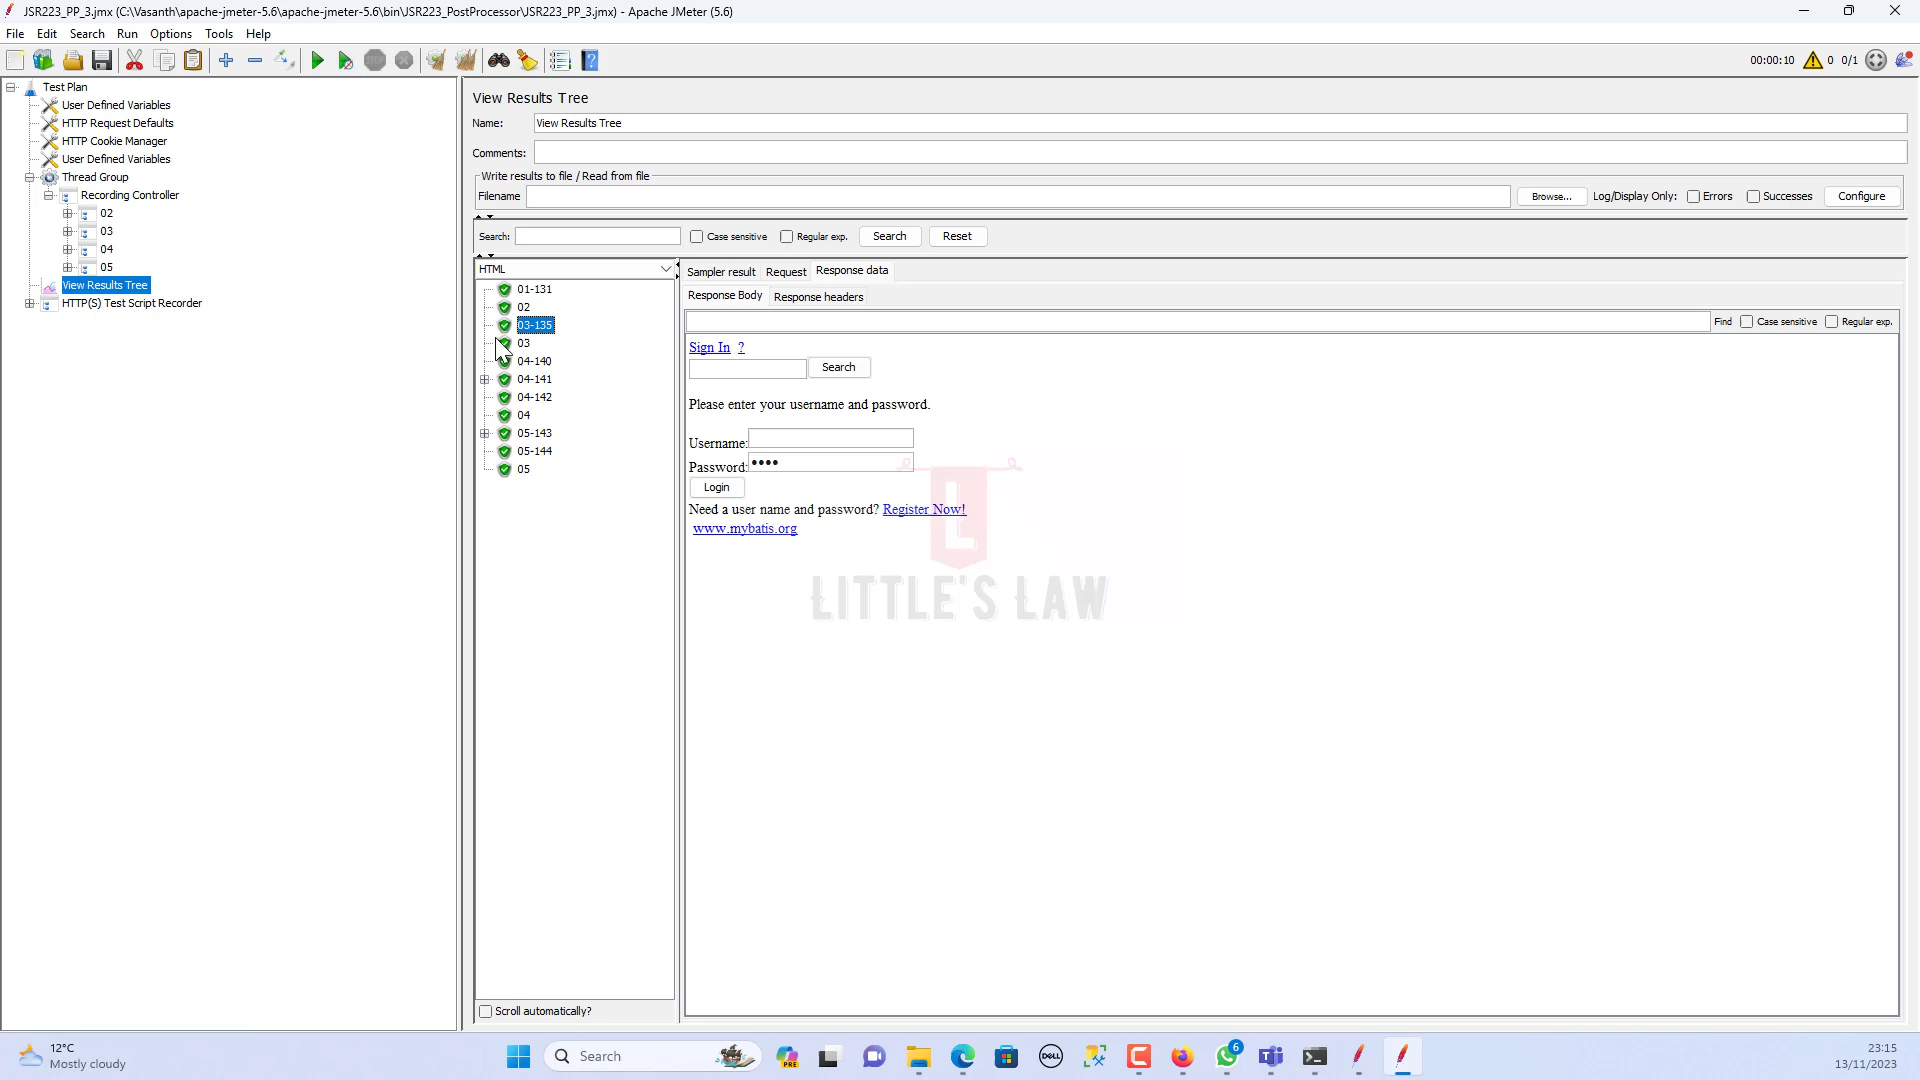 JSR223_PP_3.jmx (C:\Vasanth\apache-jmeter-5.6\apache-jmeter-5.6\bin\JSR223_PostProcessor\JSR223_PP_3.jmx) - Apache JMeter (5.6)
File Edit Search Run Options Tools Help
00:00:10 0 0/1
Test Plan
User Defined Variables
HTTP Request Defaults
HTTP Cookie Manager
User Defined Variables
Thread Group
Recording Controller
02
03
04
05
View Results Tree
HTTP(S) Test Script Recorder
View Results Tree
Name: View Results Tree
Comments:
Write results to file / Read from file
Filename Browse... Log/Display Only: Errors Successes Configure
Search: Case sensitive Regular exp. Search Reset
HTML
01-131
02
03-135
03
04-140
04-141
04-142
04
05-143
05-144
05
Scroll automatically?
Sampler result Request Response data
Response Body Response headers
Find Case sensitive Regular exp.
Sign In ?
Search
Please enter your username and password.
Username:
Password:
Login
Need a user name and password? Register Now!
www.mybatis.org
L
LITTLE'S LAW
12°C
Mostly cloudy
Search
PRE
DELL
6
23:15
13/11/2023